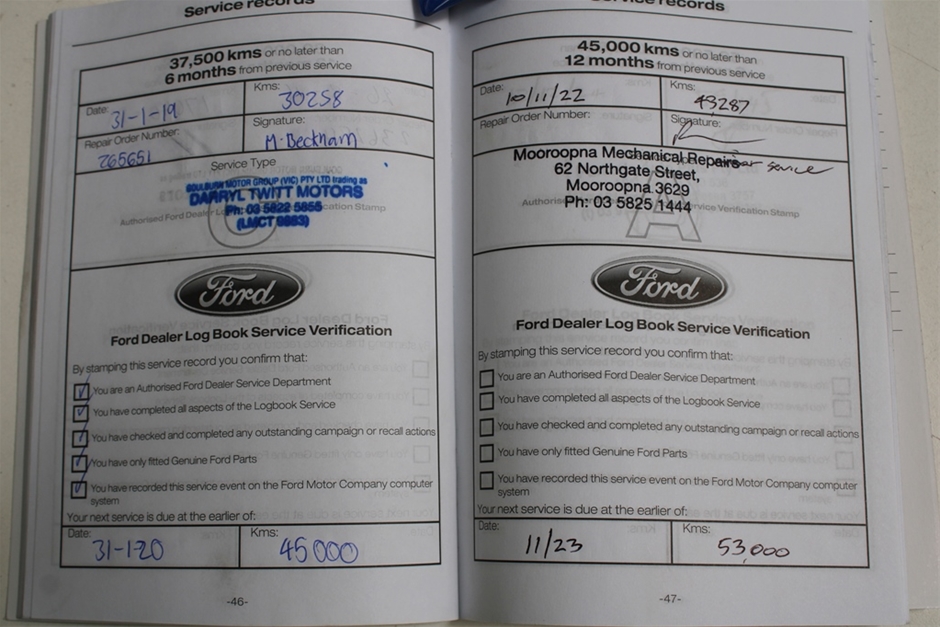 Service records
37,500 kms or no later than
6 months from previous service
Date: 31-1-19
Kms: 30258
Repair Order Number: 265651
Signature: M. Beckham
Service Type
GOULBURN MOTOR GROUP (VIC) PTY LTD trading as
DARRYL TWITT MOTORS
Ph: 03 5822 5855
(LMCT 9883)
Authorised Ford Dealer
Verification Stamp
C
Ford
Ford Dealer Log Book Service Verification
By stamping this service record you confirm that:
You are an Authorised Ford Dealer Service Department
You have completed all aspects of the Logbook Service
You have checked and completed any outstanding campaign or recall actions
You have only fitted Genuine Ford Parts
You have recorded this service event on the Ford Motor Company computer
system
Your next service is due at the earlier of:
Date: 31-1-20
Kms: 45000
-46-
Service records
45,000 kms or no later than
12 months from previous service
Date: 10/11/22
Kms: 43287
Repair Order Number:
Signature:
Mooroopna Mechanical Repairs
service
62 Northgate Street,
Mooroopna 3629
Ph: 03 5825 1444
Authorised
Service Verification Stamp
A
Ford
Ford Dealer Log Book Service Verification
By stamping this service record you confirm that:
You are an Authorised Ford Dealer Service Department
You have completed all aspects of the Logbook Service
You have checked and completed any outstanding campaign or recall actions
You have only fitted Genuine Ford Parts
You have recorded this service event on the Ford Motor Company computer
system
Your next service is due at the earlier of:
Date: 11/23
Kms: 53,000
-47-